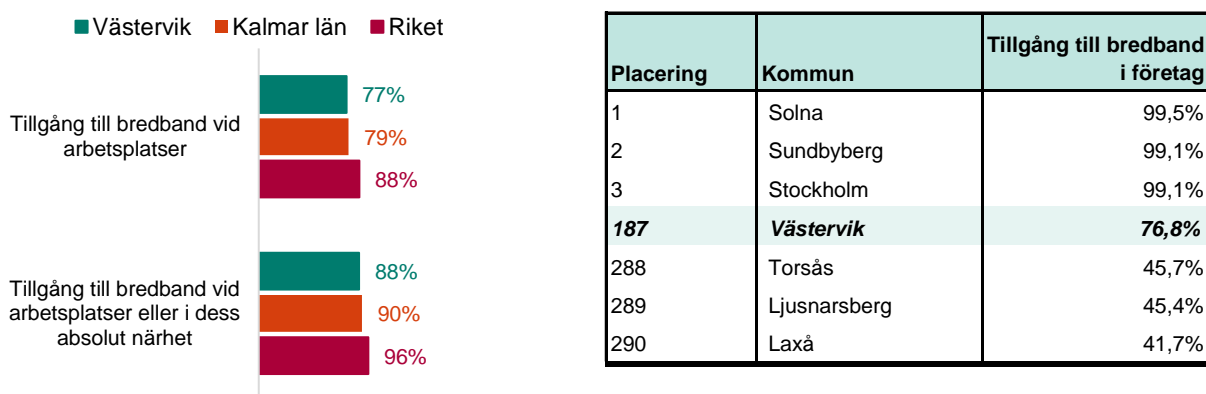 Västervik Kalmar län Riket
Tillgång till bredband vid
arbetsplatser
77%
79%
88%
Tillgång till bredband vid
arbetsplatser eller i dess
absolut närhet
88%
90%
96%
Placering Kommun Tillgång till bredband
i företag
1 Solna 99,5%
2 Sundbyberg 99,1%
3 Stockholm 99,1%
187 Västervik 76,8%
288 Torsås 45,7%
289 Ljusnarsberg 45,4%
290 Laxå 41,7%